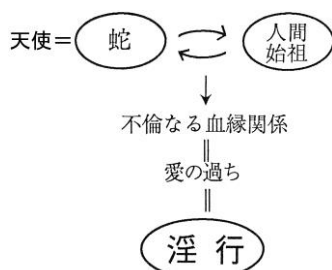 天使＝ 蛇
人間
始祖
不倫なる血縁関係
愛の過ち
淫行